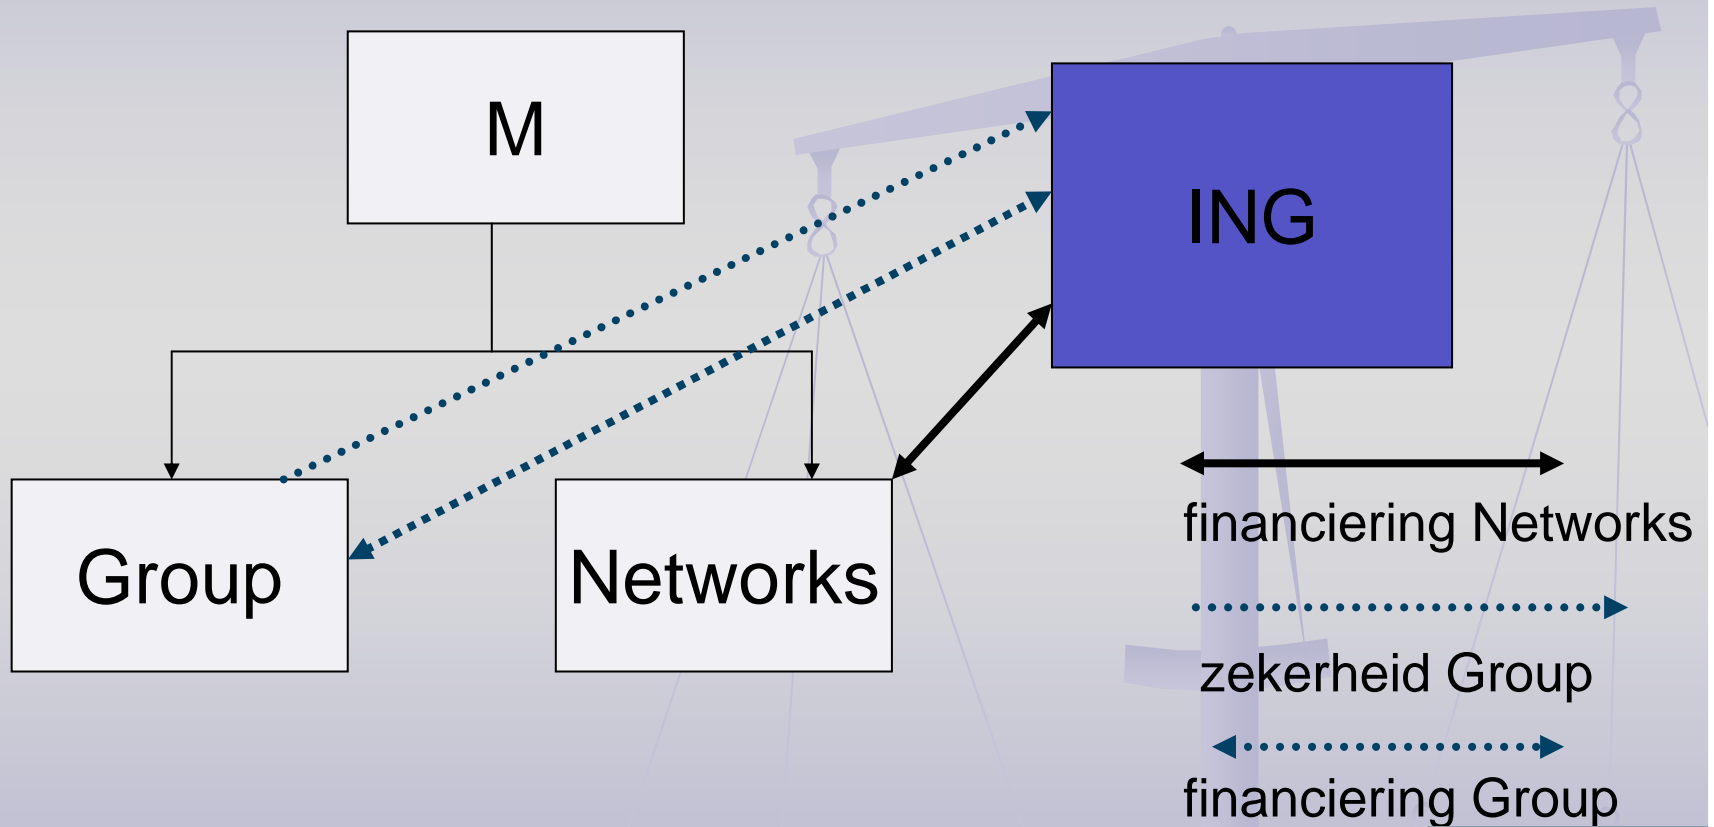 M
ING
Group
Networks
financiering Networks
zekerheid Group
financiering Group